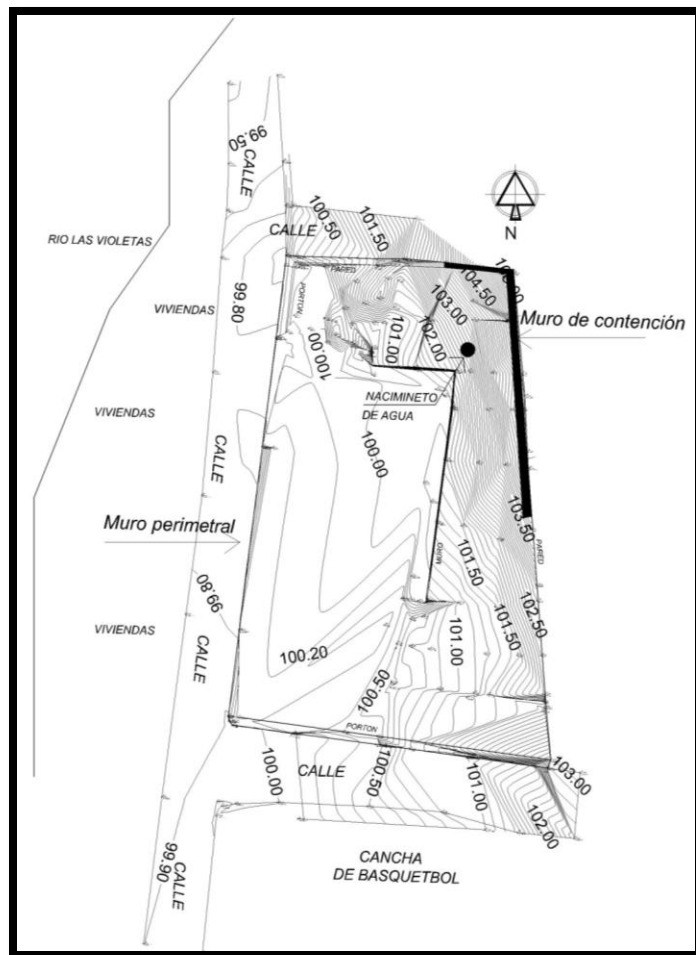 99.50
CALLE
N
100.50
101.50
CALLE
RIO LAS VIOLETAS
PARED
104.50
103.00
99.80
PORTON
VIVIENDAS
102.00
101.00
Muro de contención
100.00
NACIMINETO
DE AGUA
VIVIENDAS
100.00
CALLE
103.50
Muro perimetral
PARED
MURO
101.50
99.80
102.50
101.50
VIVIENDAS
CALLE
101.00
100.20
100.50
PORTON
100.00
CALLE
100.50
101.00
103.00
102.00
CANCHA
DE BASQUETBOL
99.90
CALLE